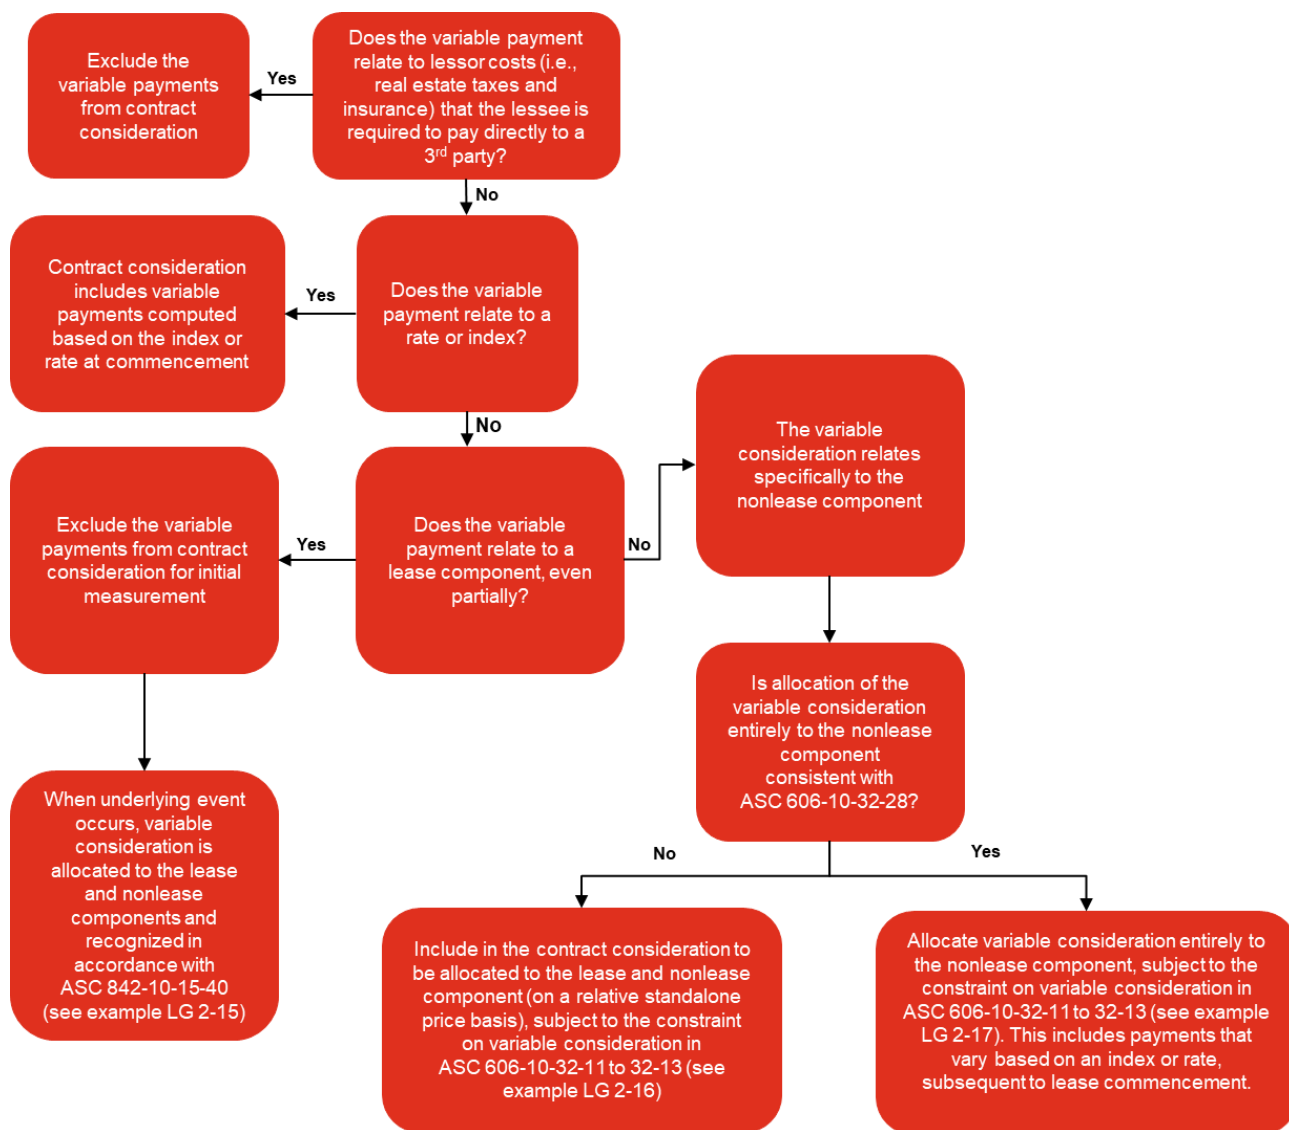 Exclude the
variable payments
from contract
consideration
Yes
Does the variable payment
relate to lessor costs (i.e.,
real estate taxes and
insurance) that the lessee is
required to pay directly to a
3rd party?
No
Contract consideration
includes variable
payments computed
based on the index or
rate at commencement
Yes
Does the variable
payment relate to a
rate or index?
No
Exclude the variable
payments from contract
consideration for initial
measurement
Yes
Does the variable
payment relate to a
lease component, even
partially?
No
The variable
consideration relates
specifically to the
nonlease component
Is allocation of the
variable consideration
entirely to the nonlease
component
consistent with
ASC 606-10-32-28?
When underlying event
occurs, variable
consideration is
allocated to the lease
and nonlease
components and
recognized in
accordance with
ASC 842-10-15-40
(see example LG 2-15)
No
Yes
Include in the contract consideration to
be allocated to the lease and nonlease
component (on a relative standalone
price basis), subject to the constraint
on variable consideration in
ASC 606-10-32-11 to 32-13 (see
example LG 2-16)
Allocate variable consideration entirely to
the nonlease component, subject to the
constraint on variable consideration in
ASC 606-10-32-11 to 32-13 (see example
LG 2-17). This includes payments that
vary based on an index or rate,
subsequent to lease commencement.